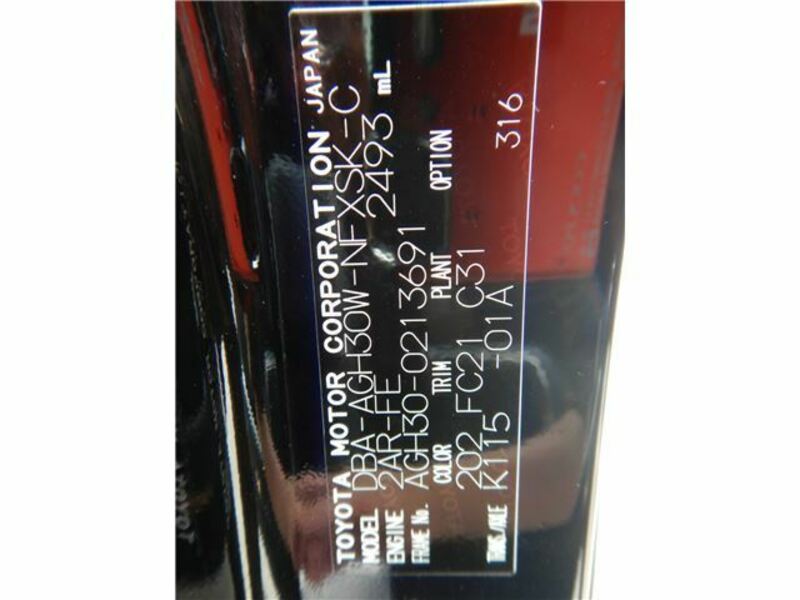 TOYOTA MOTOR CORPORATION JAPAN
MODEL DBA-AGH30W-NFXSK-C
ENGINE 2AR-FE 2493 mL
FRAME No. AGH30-0213691
COLOR TRIM PLANT OPTION
202 FC21 C31
TRANS./AXLE K115 -01A 316